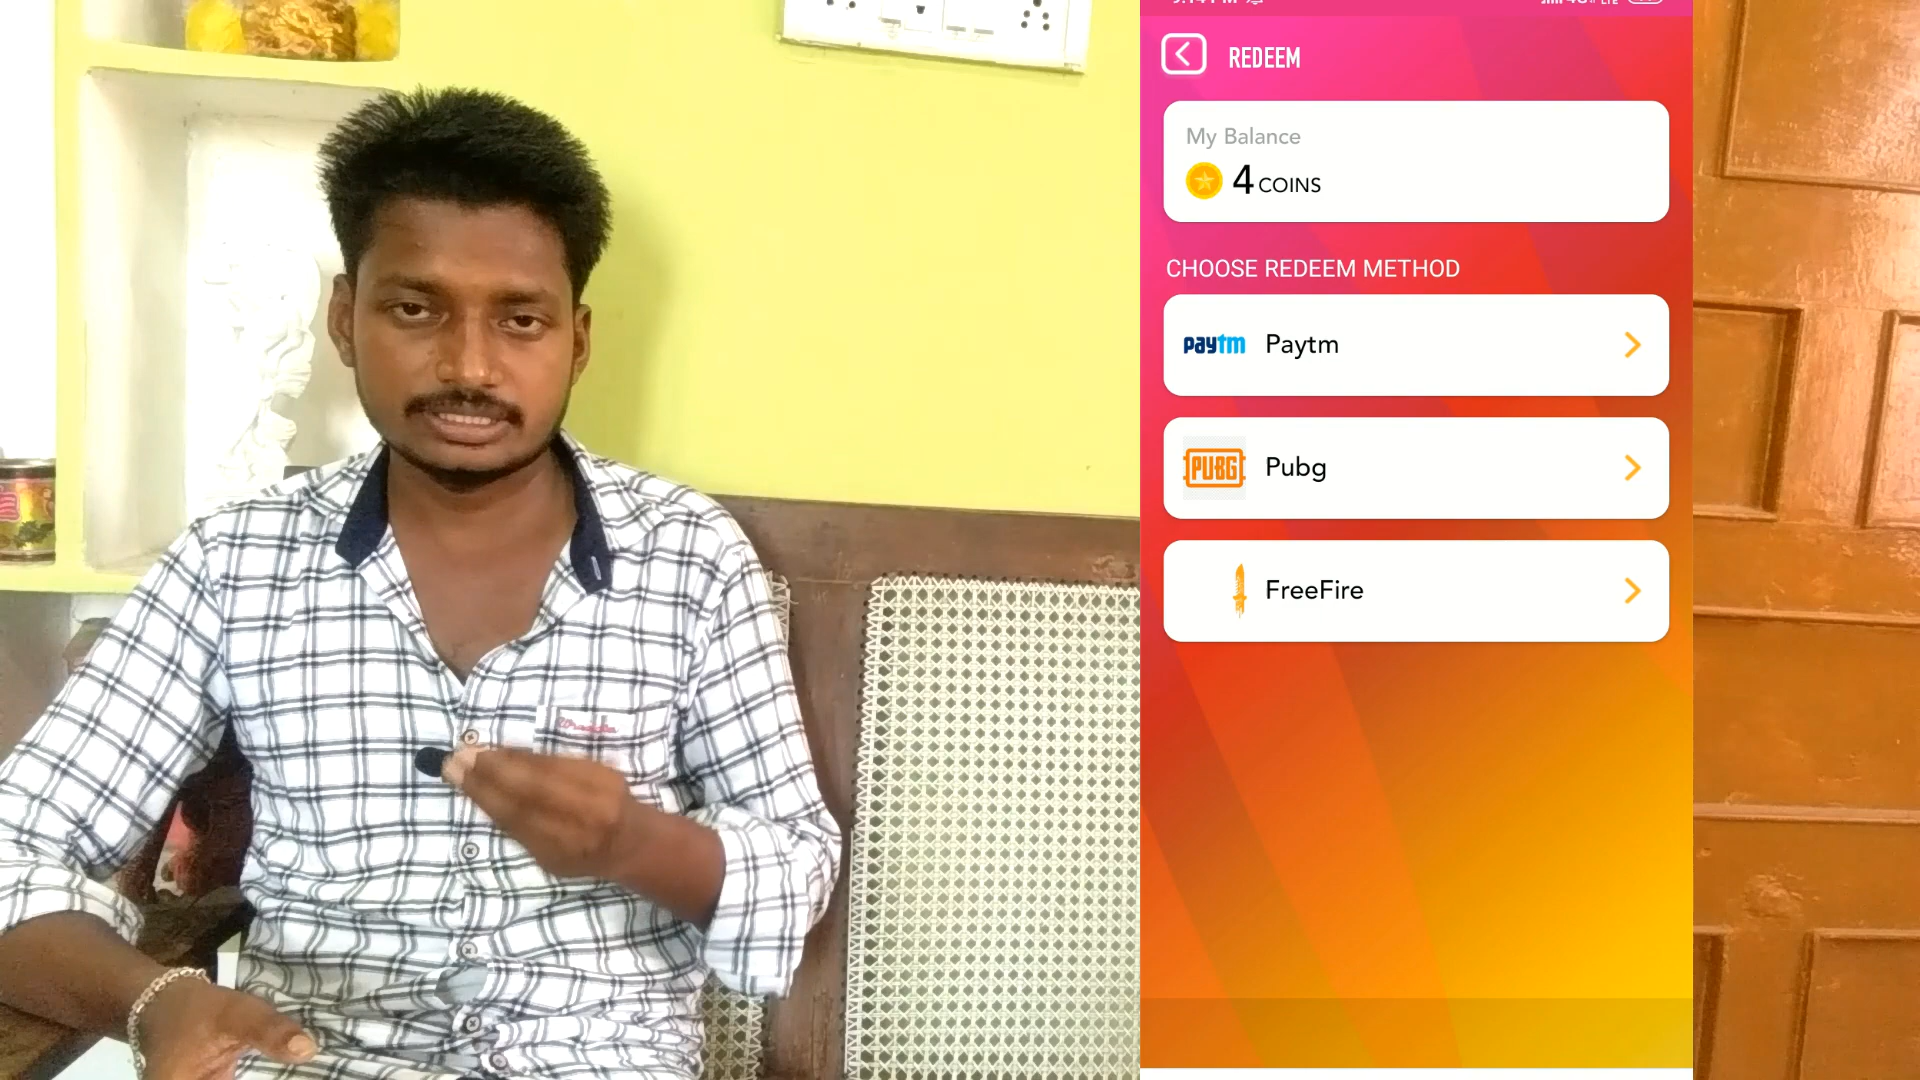 REDEEM
My Balance
4 COINS
CHOOSE REDEEM METHOD
paytm Paytm
PUBG Pubg
FreeFire